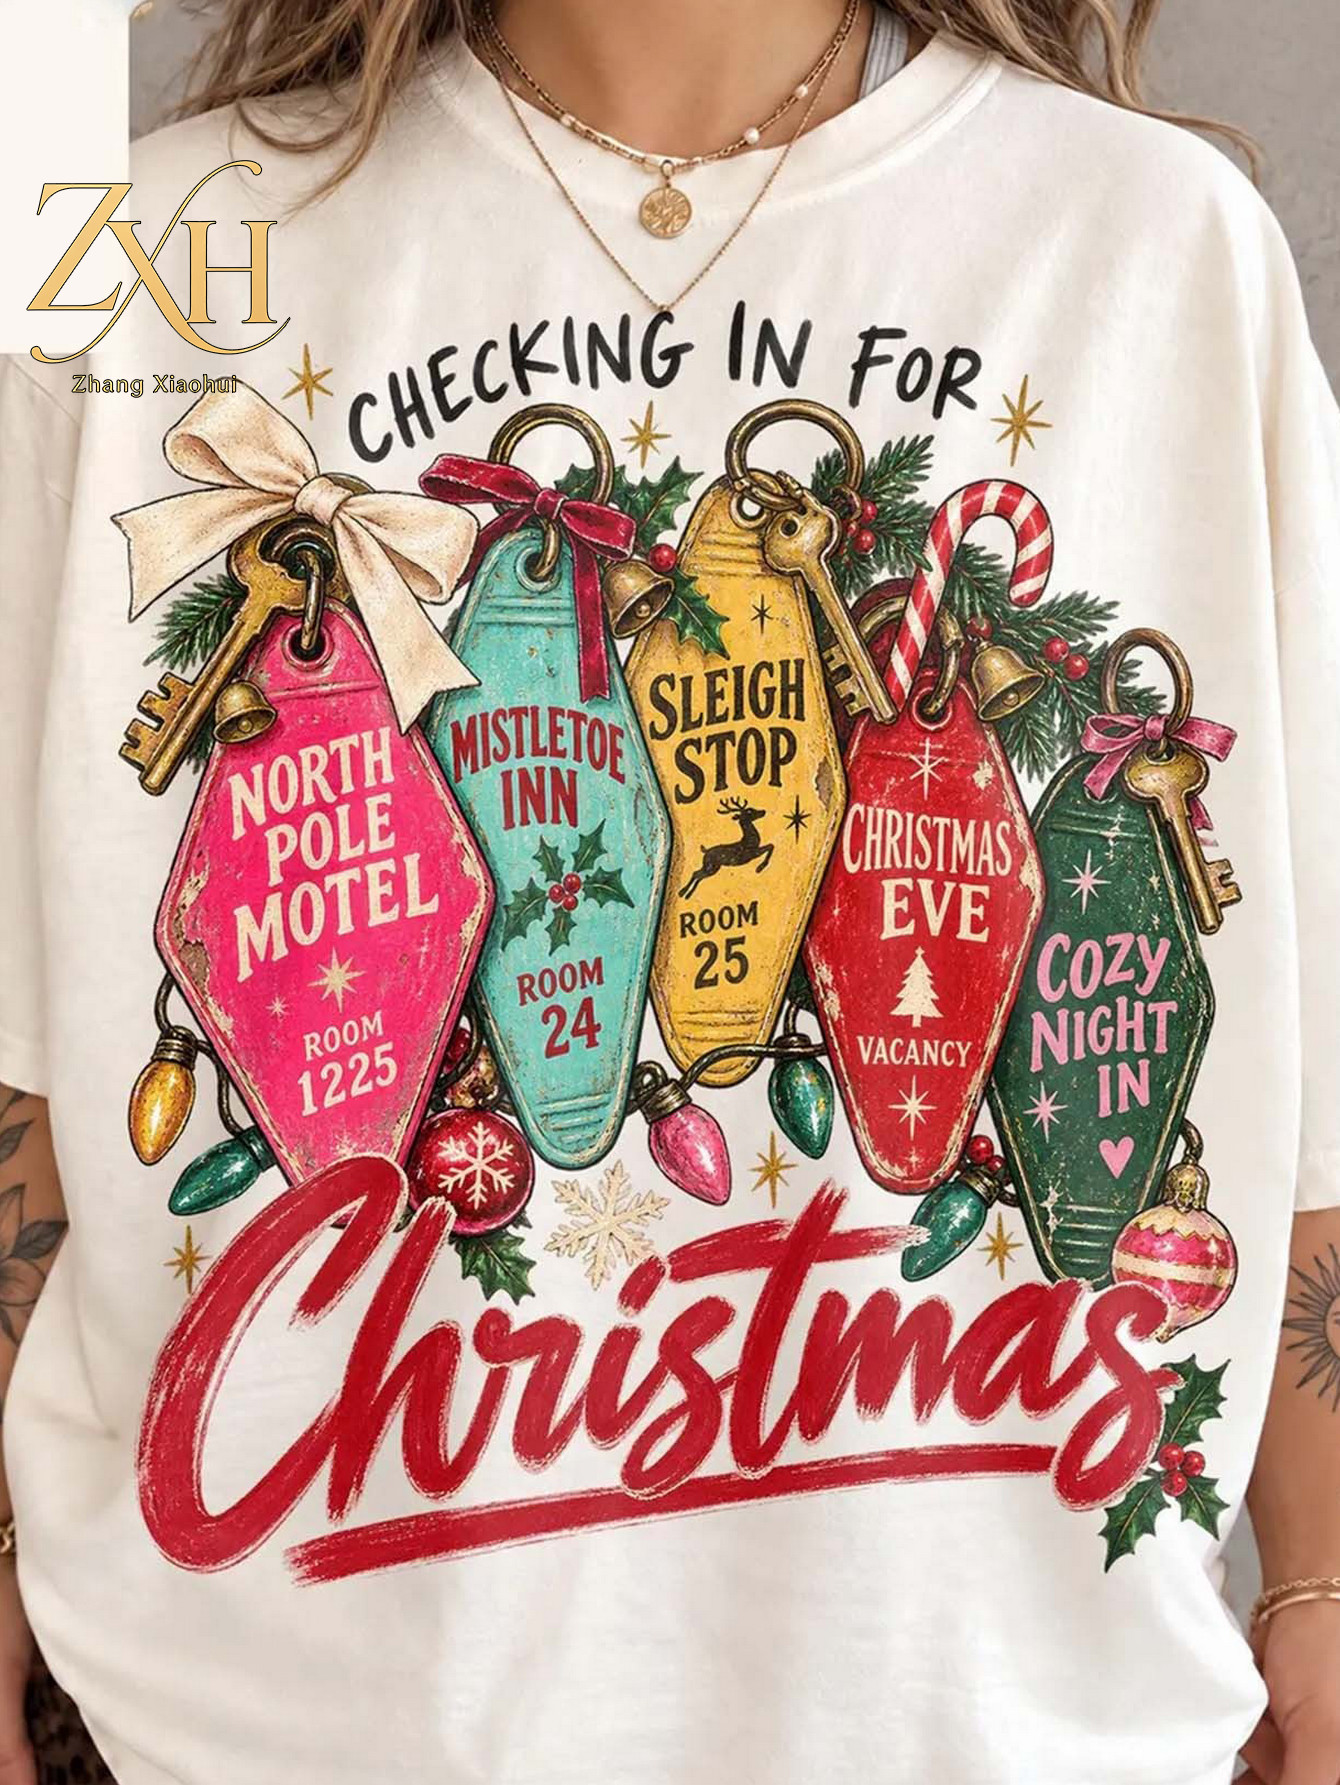 ZXH
Zhang Xiaohui
CHECKING IN FOR
NORTH
POLE
MOTEL
ROOM
1225
MISTLETOE
INN
ROOM
24
SLEIGH
STOP
ROOM
25
CHRISTMAS
EVE
VACANCY
COZY
NIGHT
IN
Christmas